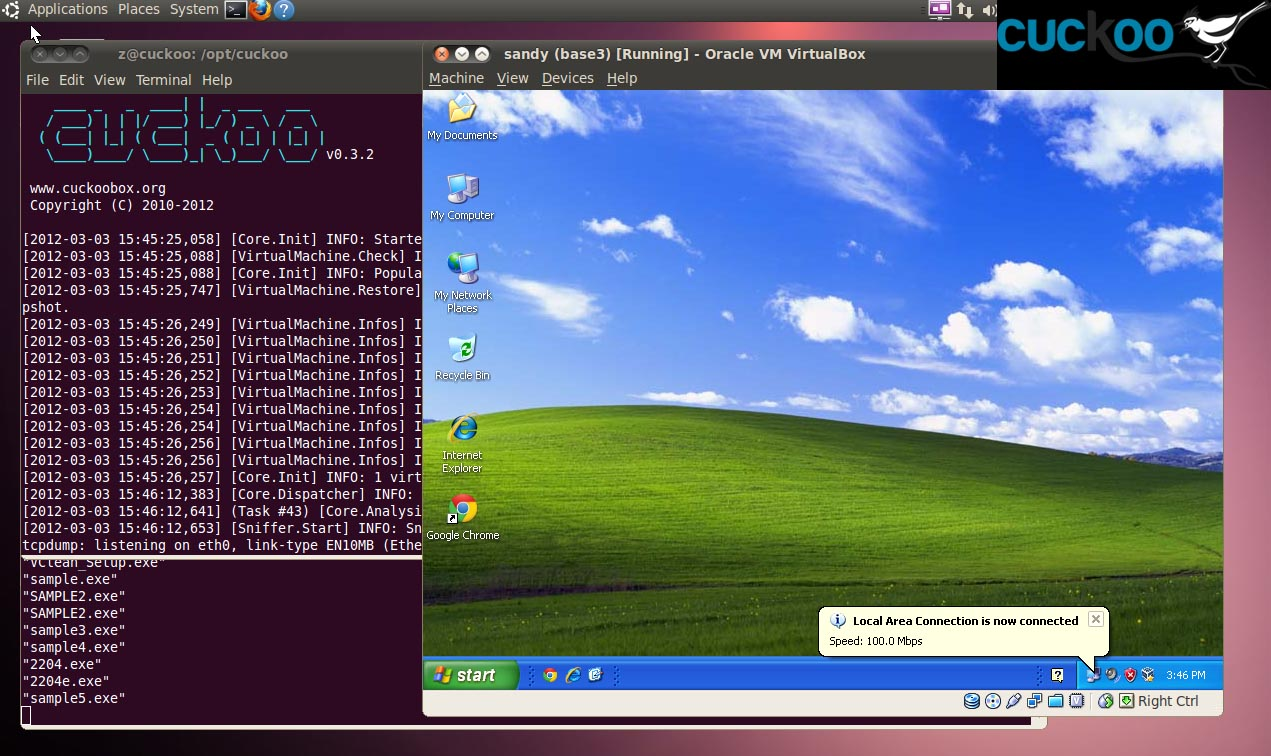 Applications Places System
cuckoo
z@cuckoo: /opt/cuckoo
File Edit View Terminal Help
cuckoo
v0.3.2
www.cuckoobox.org
Copyright (C) 2010-2012
[2012-03-03 15:45:25,058] [Core.Init] INFO: Starte
[2012-03-03 15:45:25,088] [VirtualMachine.Check] I
[2012-03-03 15:45:25,088] [Core.Init] INFO: Popula
[2012-03-03 15:45:25,747] [VirtualMachine.Restore]
pshot.
[2012-03-03 15:45:26,249] [VirtualMachine.Infos] I
[2012-03-03 15:45:26,250] [VirtualMachine.Infos] I
[2012-03-03 15:45:26,251] [VirtualMachine.Infos] I
[2012-03-03 15:45:26,252] [VirtualMachine.Infos] I
[2012-03-03 15:45:26,253] [VirtualMachine.Infos] I
[2012-03-03 15:45:26,254] [VirtualMachine.Infos] I
[2012-03-03 15:45:26,254] [VirtualMachine.Infos] I
[2012-03-03 15:45:26,256] [VirtualMachine.Infos] I
[2012-03-03 15:45:26,256] [VirtualMachine.Infos] I
[2012-03-03 15:45:26,257] [Core.Init] INFO: 1 virt
[2012-03-03 15:46:12,383] [Core.Dispatcher] INFO:
[2012-03-03 15:46:12,641] (Task #43) [Core.Analysi
[2012-03-03 15:46:12,653] [Sniffer.Start] INFO: Sn
tcpdump: listening on eth0, link-type EN10MB (Ethe
"VClean_Setup.exe"
"sample.exe"
"SAMPLE2.exe"
"SAMPLE2.exe"
"sample3.exe"
"sample4.exe"
"2204.exe"
"2204e.exe"
"sample5.exe"
sandy (base3) [Running] - Oracle VM VirtualBox
Machine View Devices Help
My Documents
My Computer
My Network
Places
Recycle Bin
Internet
Explorer
Google Chrome
Local Area Connection is now connected
Speed: 100.0 Mbps
start
3:46 PM
Right Ctrl